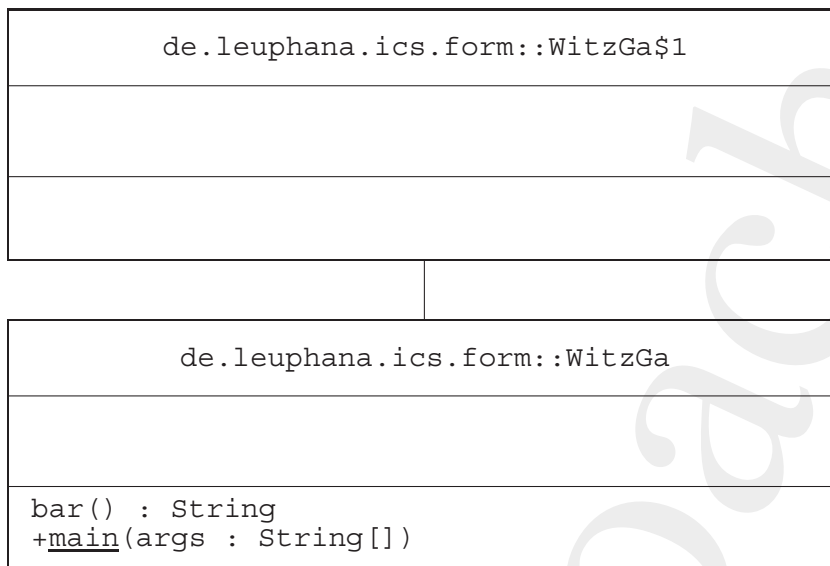 de.leuphana.ics.form::WitzGa$1
de.leuphana.ics.form::WitzGa
bar() : String
+main(args : String[])